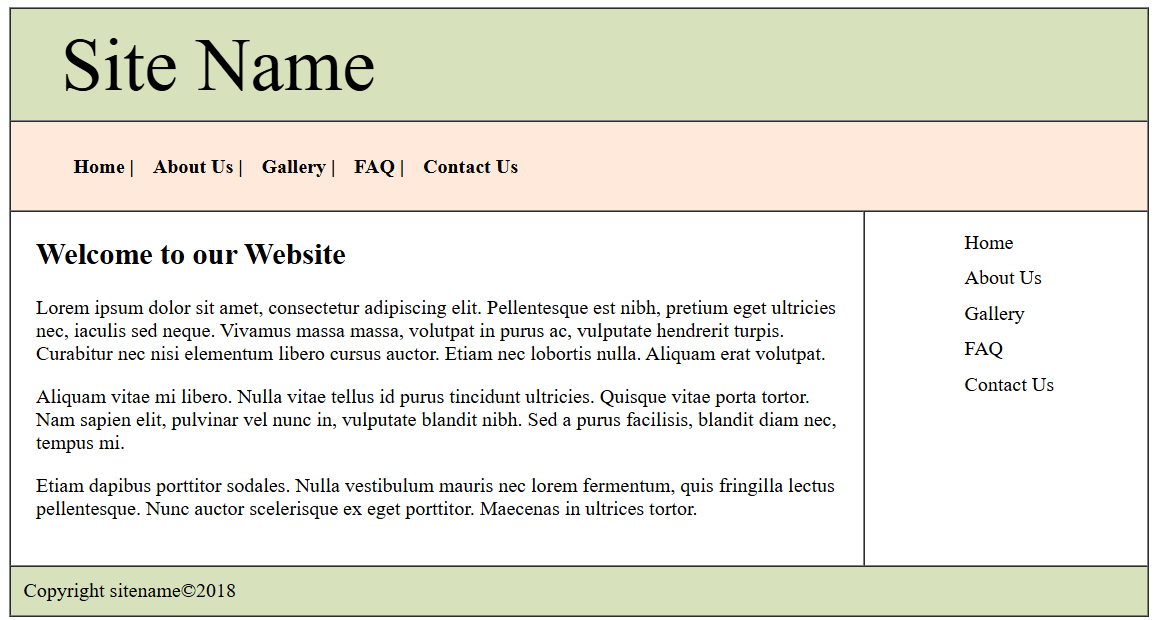 Site Name
Home | About Us | Gallery | FAQ | Contact Us
Welcome to our Website
Lorem ipsum dolor sit amet, consectetur adipiscing elit. Pellentesque est nibh, pretium eget ultricies
nec, iaculis sed neque. Vivamus massa massa, volutpat in purus ac, vulputate hendrerit turpis.
Curabitur nec nisi elementum libero cursus auctor. Etiam nec lobortis nulla. Aliquam erat volutpat.
Aliquam vitae mi libero. Nulla vitae tellus id purus tincidunt ultricies. Quisque vitae porta tortor.
Nam sapien elit, pulvinar vel nunc in, vulputate blandit nibh. Sed a purus facilisis, blandit diam nec,
tempus mi.
Etiam dapibus porttitor sodales. Nulla vestibulum mauris nec lorem fermentum, quis fringilla lectus
pellentesque. Nunc auctor scelerisque ex eget porttitor. Maecenas in ultrices tortor.
Home
About Us
Gallery
FAQ
Contact Us
Copyright sitename©2018